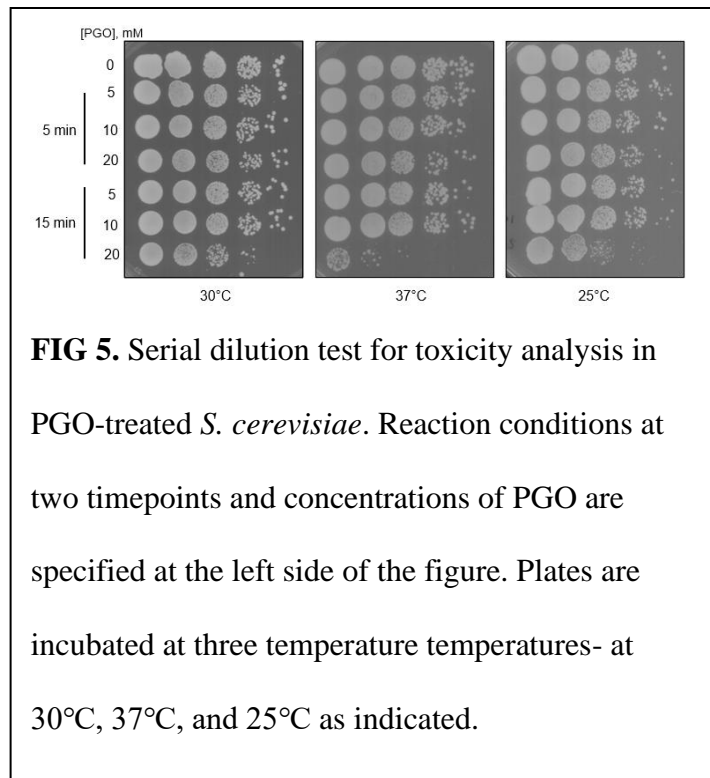 [PGO], mM
0
5
5 min
10
20
5
15 min
10
20
30°C
37°C
25°C
FIG 5. Serial dilution test for toxicity analysis in
PGO-treated S. cerevisiae. Reaction conditions at
two timepoints and concentrations of PGO are
specified at the left side of the figure. Plates are
incubated at three temperature temperatures- at
30°C, 37°C, and 25°C as indicated.